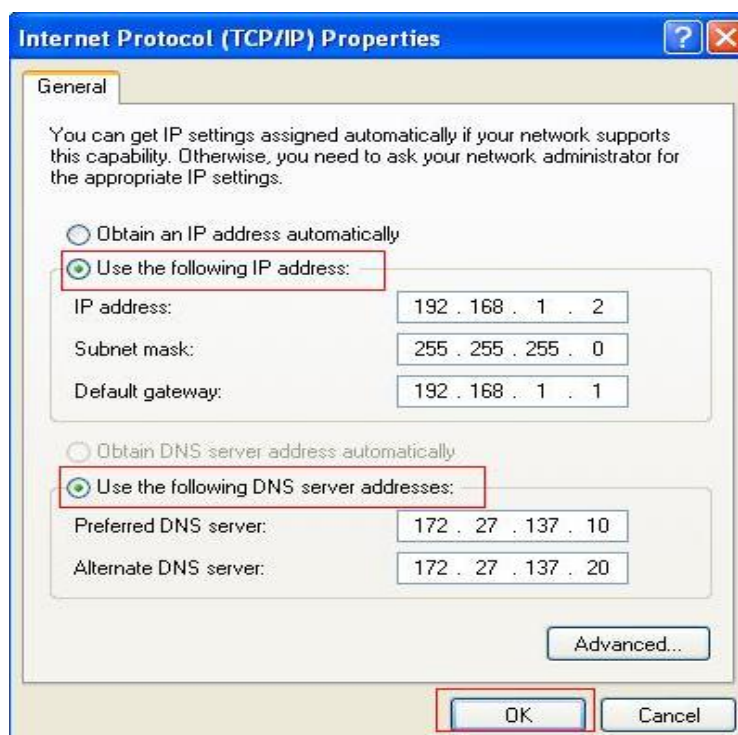 Internet Protocol (TCP/IP) Properties
General
You can get IP settings assigned automatically if your network supports
this capability. Otherwise, you need to ask your network administrator for
the appropriate IP settings.
Obtain an IP address automatically
Use the following IP address:
IP address: 192 . 168 . 1 . 2
Subnet mask: 255 . 255 . 255 . 0
Default gateway: 192 . 168 . 1 . 1
Obtain DNS server address automatically
Use the following DNS server addresses:
Preferred DNS server: 172 . 27 . 137 . 10
Alternate DNS server: 172 . 27 . 137 . 20
Advanced...
OK Cancel